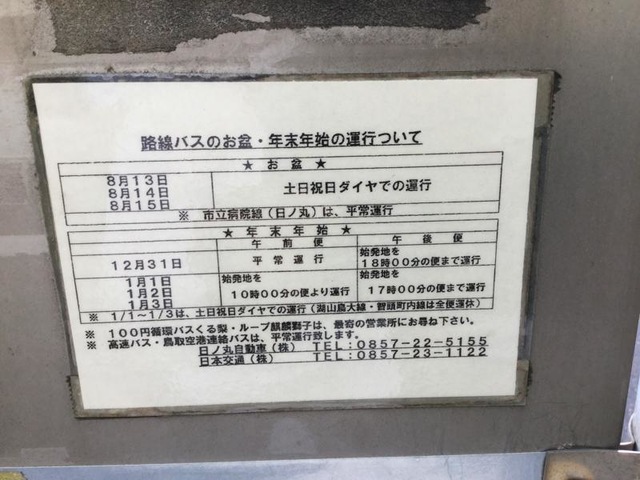 路線バスのお盆・年末年始の運行ついて
★ お 盆 ★
8月13日
8月14日
8月15日
土日祝日ダイヤでの運行
※ 市立病院線(日ノ丸)は、平常運行
★ 年 末 年 始 ★
午 前 便
午 後 便
12月31日
平 常 運 行
始発地を
18時00分の便まで運行
1月1日
1月2日
1月3日
始発地を
10時00分の便より運行
始発地を
17時00分の便まで運行
※ 1/1~1/3は、土日祝日ダイヤでの運行(湖山鳥大線・智頭町内線は全便運休)
※ 100円循環バスくる梨・ループ麒麟獅子は、最寄の営業所にお尋ね下さい。
※ 高速バス・鳥取空港連絡バスは、平常運行致します。
日ノ丸自動車(株) TEL:0857-22-5155
日本交通(株) TEL:0857-23-1122